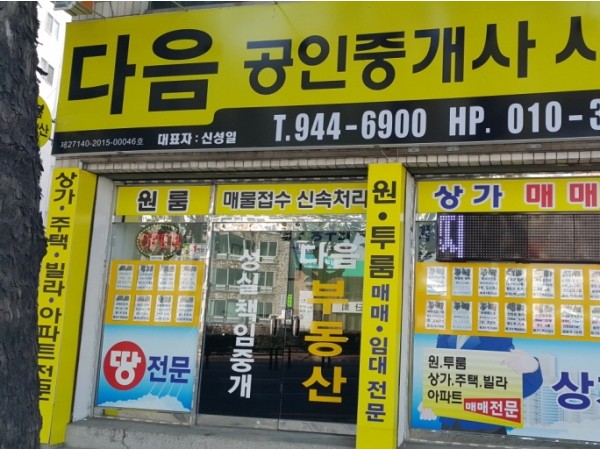 다음 공인중개사
제27140-2015-00046호 대표자 : 신성일 T.944-6900 HP. 010-3
상가·주택·빌라·아파트전문
원룸
매물접수 신속처리
원·투룸매매·임대전문
상가 매매
성실책임중개
다음부동산
땅전문
원.투룸
상가.주택.빌라
아파트 매매전문
상가